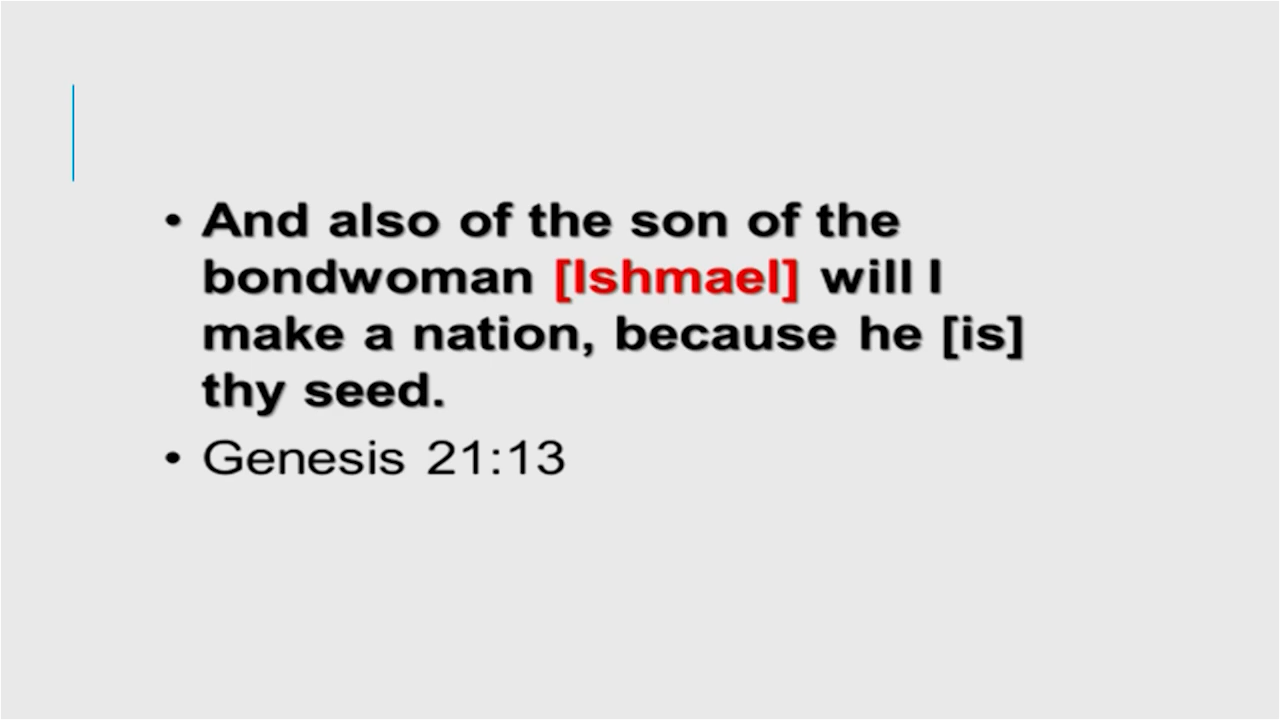 • And also of the son of the
bondwoman [Ishmael] will I
make a nation, because he [is]
thy seed.
• Genesis 21:13